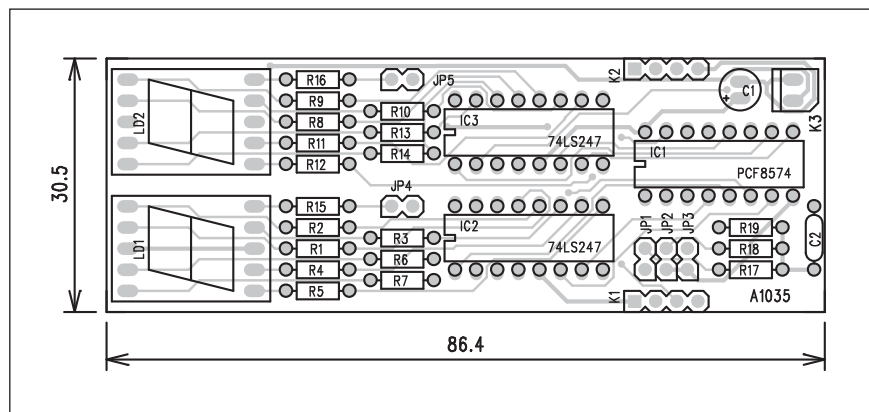 K2
R16
JP5
C1
+
R9
R10
LD2
R8
IC3
K3
R13
74LS247
R11
R14
IC1
R12
PCF8574
30.5
JP4
R15
R2
IC2
JP1
JP2
JP3
R19
C2
R3
LD1
R1
74LS247
R18
R6
R4
R17
R7
R5
K1
A1035
86.4